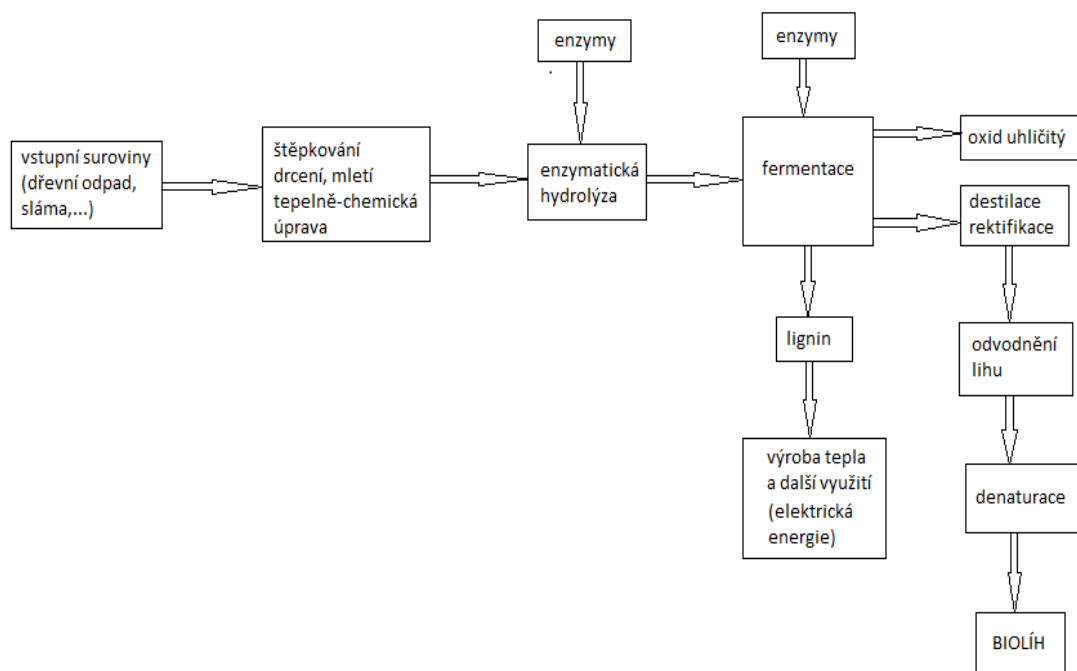 enzymy
enzymy
vstupní suroviny
(dřevní odpad,
sláma,...)
štěpkování
drcení, mletí
tepelně-chemická
úprava
enzymatická
hydrolýza
fermentace
oxid uhličitý
destilace
rektifikace
lignin
odvodnění
lihu
výroba tepla
a další využití
(elektrická
energie)
denaturace
BIOLÍH